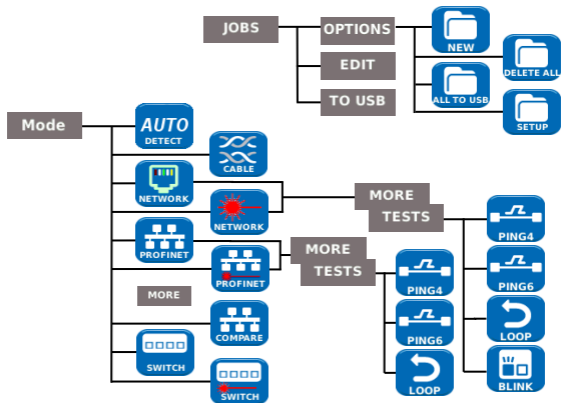 JOBS
OPTIONS
NEW
EDIT
DELETE ALL
TO USB
ALL TO USB
SETUP
Mode
AUTO
DETECT
CABLE
NETWORK
NETWORK
MORE
TESTS
PING4
PROFINET
MORE
TESTS
PROFINET
PING4
PING6
MORE
COMPARE
PING6
LOOP
SWITCH
SWITCH
LOOP
BLINK